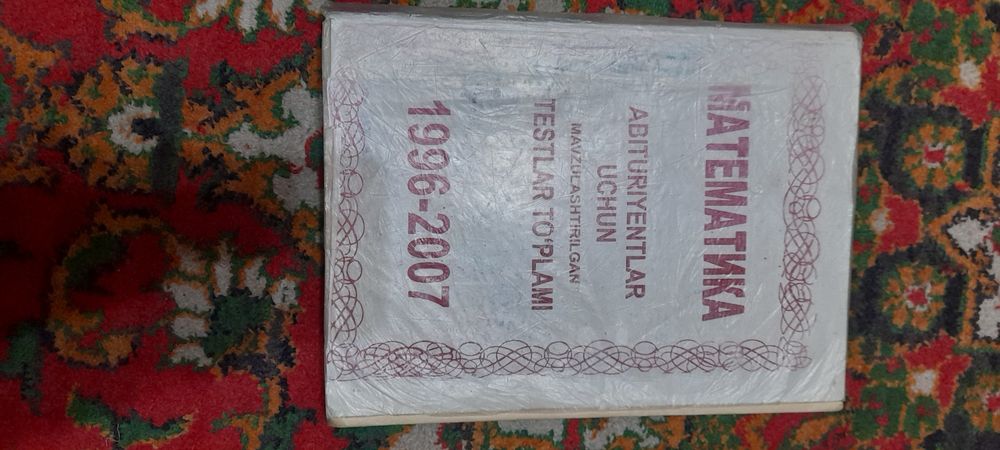 МАТЕМАТИКА
ABITURIYENTLAR
UCHUN
MAVZULASHTIRILGAN
TESTLAR TO'PLAMI
1996-2007